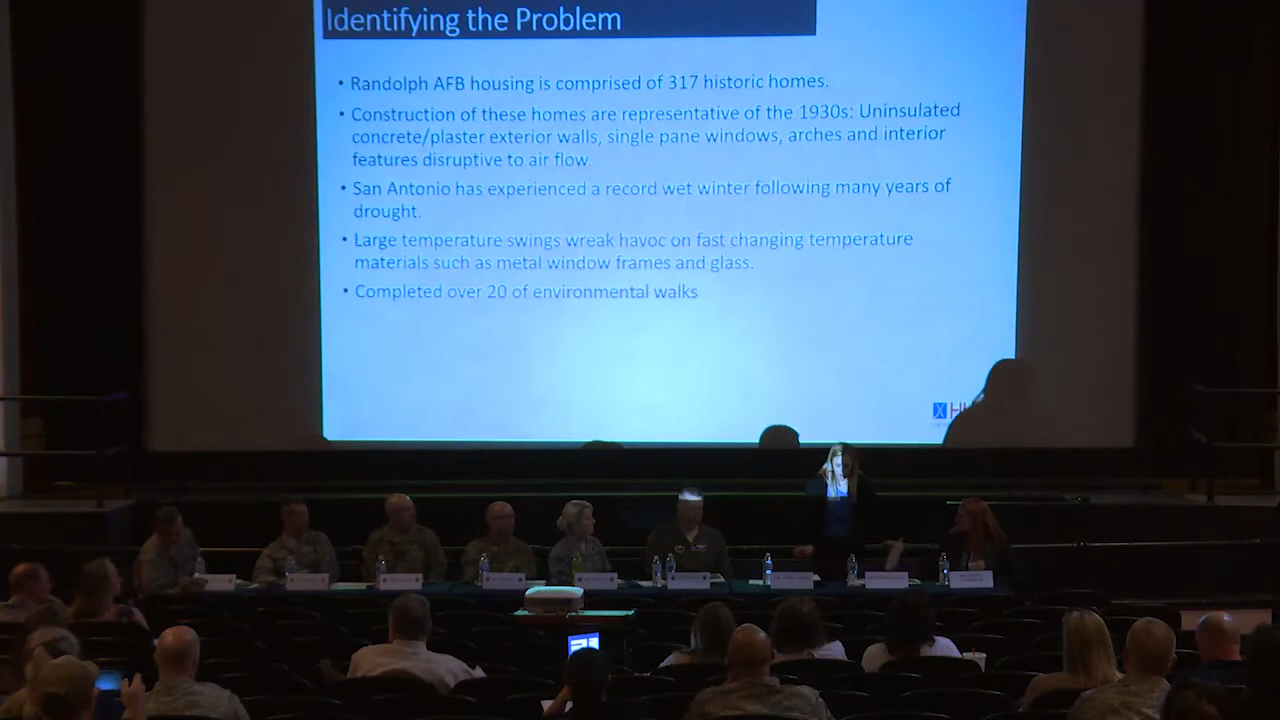 Identifying the Problem
• Randolph AFB housing is comprised of 317 historic homes.
• Construction of these homes are representative of the 1930s: Uninsulated
concrete/plaster exterior walls, single pane windows, arches and interior
features disruptive to air flow.
• San Antonio has experienced a record wet winter following many years of
drought.
• Large temperature swings wreak havoc on fast changing temperature
materials such as metal window frames and glass.
• Completed over 20 of environmental walks